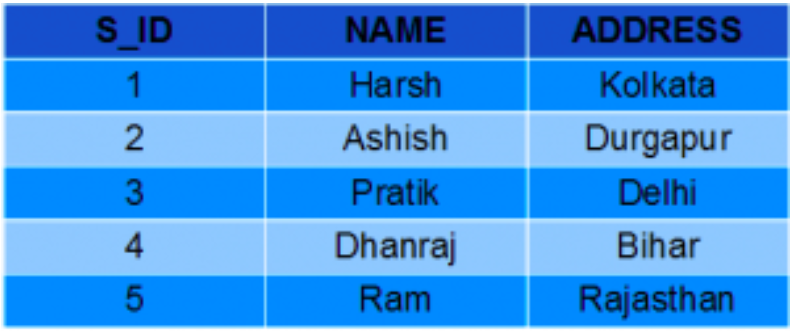 S_ID NAME ADDRESS
1 Harsh Kolkata
2 Ashish Durgapur
3 Pratik Delhi
4 Dhanraj Bihar
5 Ram Rajasthan